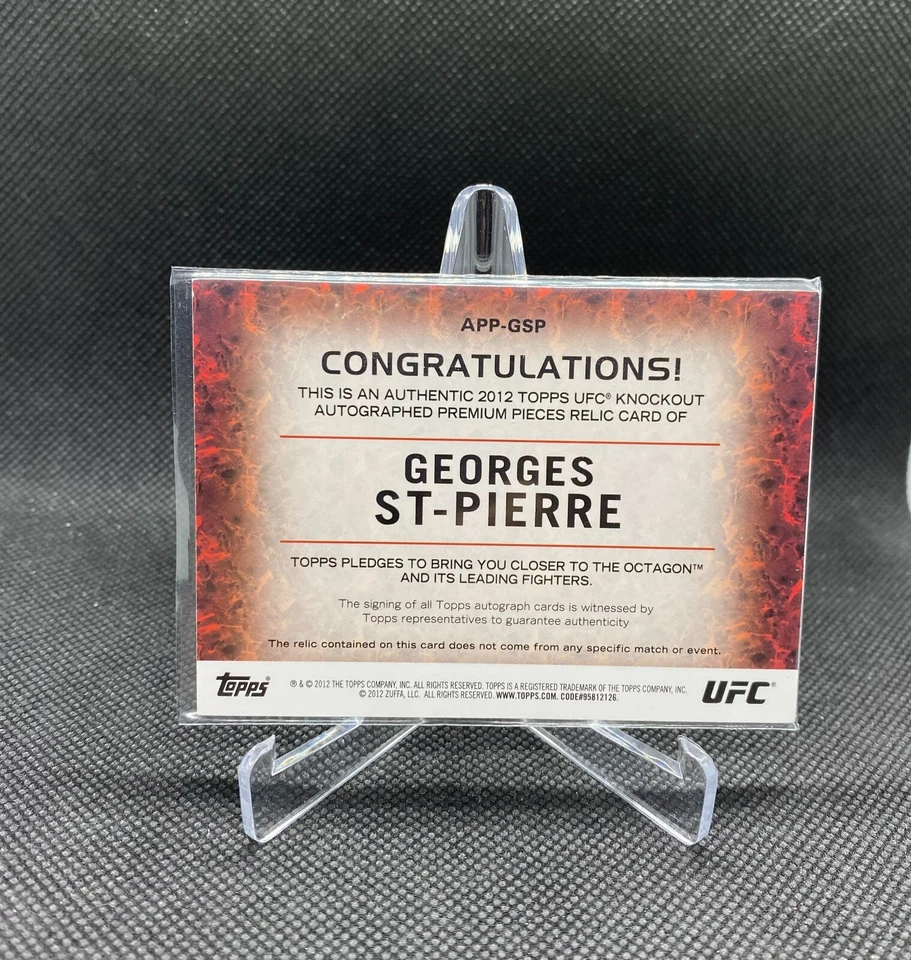 APP-GSP
CONGRATULATIONS!
THIS IS AN AUTHENTIC 2012 TOPPS UFC® KNOCKOUT
AUTOGRAPHED PREMIUM PIECES RELIC CARD OF
GEORGES
ST-PIERRE
TOPPS PLEDGES TO BRING YOU CLOSER TO THE OCTAGON™
AND ITS LEADING FIGHTERS.
The signing of all Topps autograph cards is witnessed by
Topps representatives to guarantee authenticity
The relic contained on this card does not come from any specific match or event.
topps®
® & © 2012 THE TOPPS COMPANY, INC. ALL RIGHTS RESERVED. TOPPS IS A REGISTERED TRADEMARK OF THE TOPPS COMPANY, INC.
© 2012 ZUFFA, LLC. ALL RIGHTS RESERVED. WWW.TOPPS.COM. CODE#95812126.
UFC®